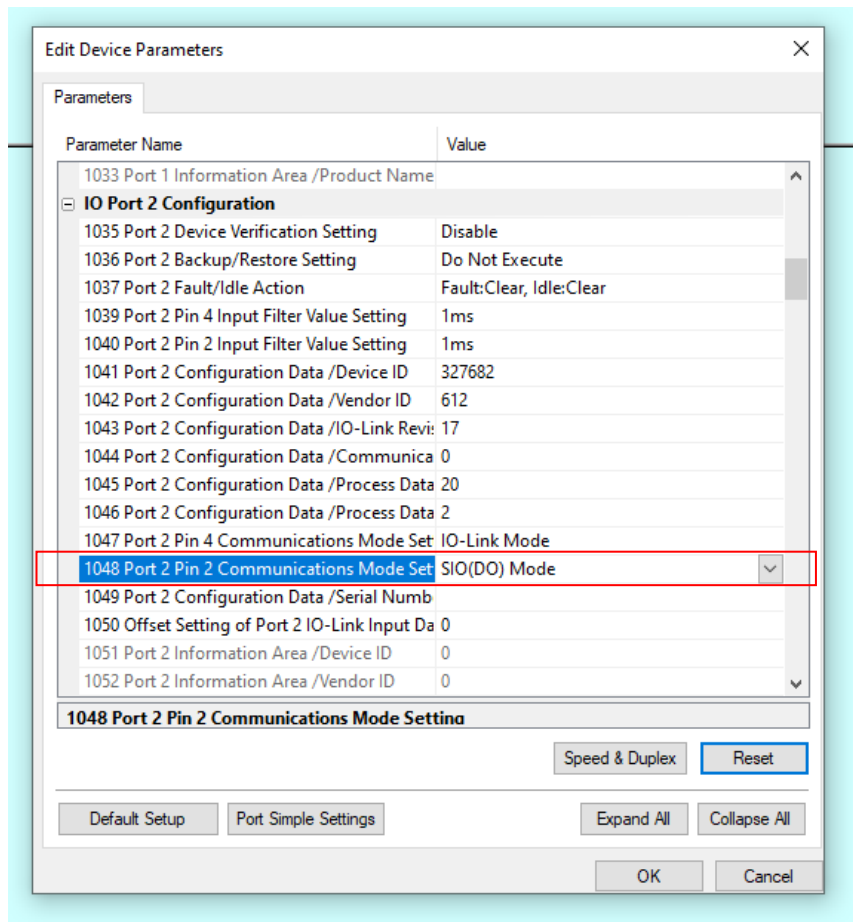 Edit Device Parameters
Parameters
Parameter Name Value
1033 Port 1 Information Area /Product Name
IO Port 2 Configuration
1035 Port 2 Device Verification Setting Disable
1036 Port 2 Backup/Restore Setting Do Not Execute
1037 Port 2 Fault/Idle Action Fault:Clear, Idle:Clear
1039 Port 2 Pin 4 Input Filter Value Setting 1ms
1040 Port 2 Pin 2 Input Filter Value Setting 1ms
1041 Port 2 Configuration Data /Device ID 327682
1042 Port 2 Configuration Data /Vendor ID 612
1043 Port 2 Configuration Data /IO-Link Revi: 17
1044 Port 2 Configuration Data /Communica 0
1045 Port 2 Configuration Data /Process Data 20
1046 Port 2 Configuration Data /Process Data 2
1047 Port 2 Pin 4 Communications Mode Set IO-Link Mode
1048 Port 2 Pin 2 Communications Mode Set SIO(DO) Mode
1049 Port 2 Configuration Data /Serial Numb
1050 Offset Setting of Port 2 IO-Link Input Da 0
1051 Port 2 Information Area /Device ID 0
1052 Port 2 Information Area /Vendor ID 0
1048 Port 2 Pin 2 Communications Mode Setting
Speed & Duplex Reset
Default Setup Port Simple Settings Expand All Collapse All
OK Cancel